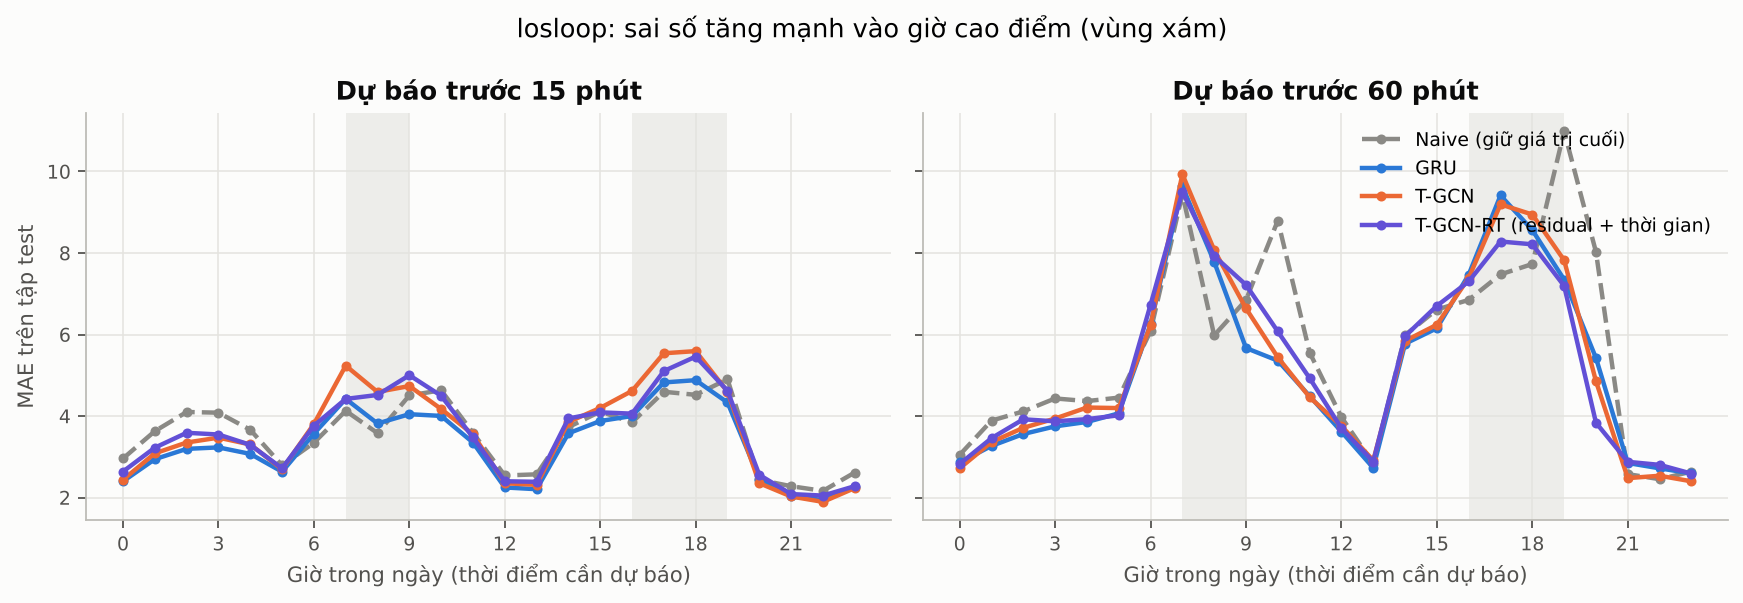 losloop: sai số tăng mạnh vào giờ cao điểm (vùng xám)
Dự báo trước 15 phút
MAE trên tập test
10
8
6
4
2
0 3 6 9 12 15 18 21
Giờ trong ngày (thời điểm cần dự báo)
Dự báo trước 60 phút
Naive (giữ giá trị cuối)
GRU
T-GCN
T-GCN-RT (residual + thời gian)
0 3 6 9 12 15 18 21
Giờ trong ngày (thời điểm cần dự báo)